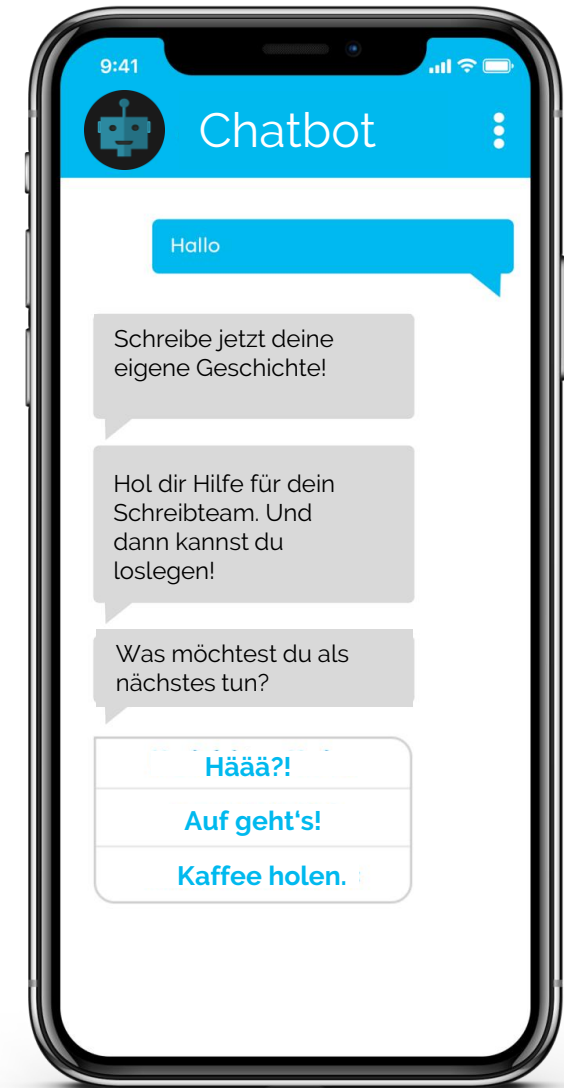 9:41
Chatbot
Hallo
Schreibe jetzt deine
eigene Geschichte!
Hol dir Hilfe für dein
Schreibteam. Und
dann kannst du
loslegen!
Was möchtest du als
nächstes tun?
Häää?!
Auf geht‘s!
Kaffee holen.